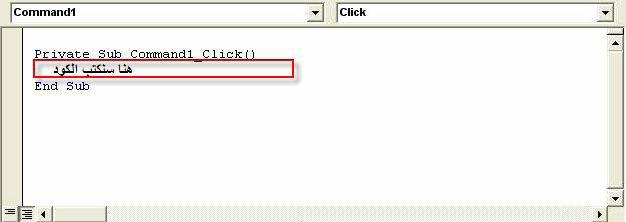 Command1
Click
Private Sub Command1_Click()
هنا سنكتب الكود
End Sub